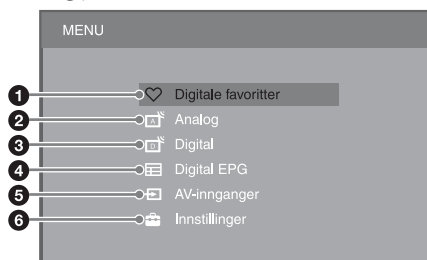 MENU
1 Digitale favoritter
2 Analog
3 Digital
4 Digital EPG
5 AV-innganger
6 Innstillinger